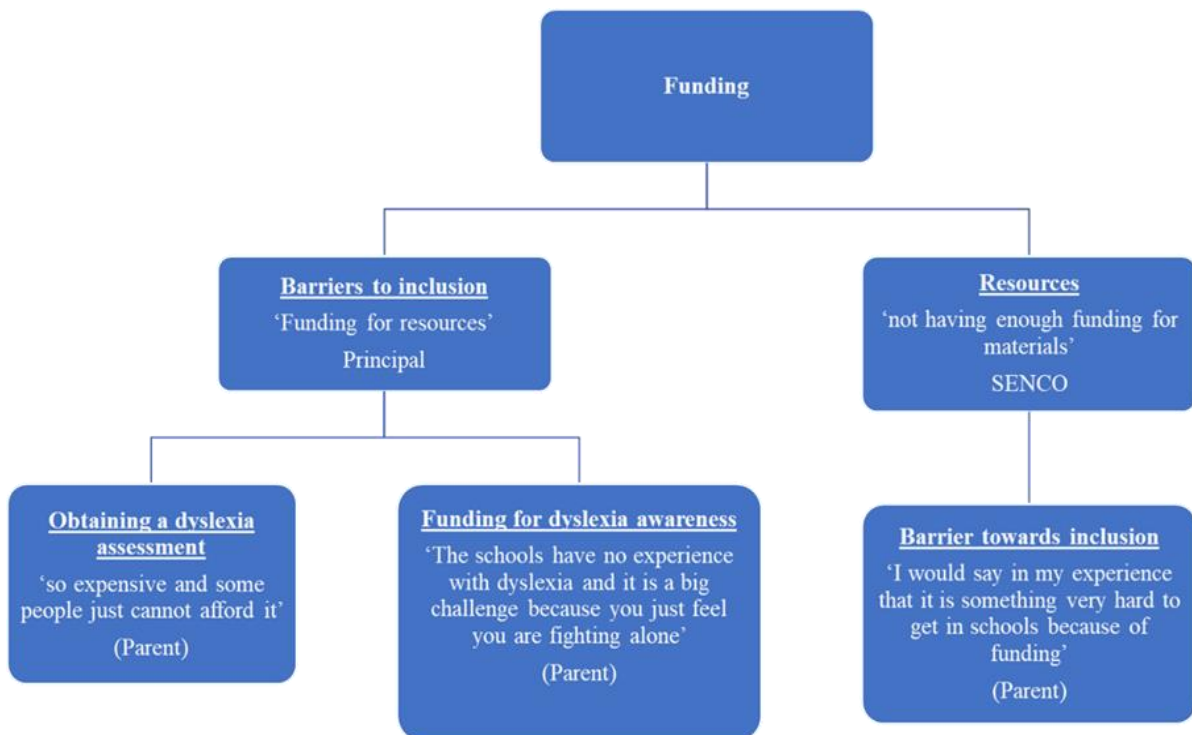 Funding
Barriers to inclusion
‘Funding for resources’
Principal
Resources
‘not having enough funding for
materials’
SENCO
Obtaining a dyslexia
assessment
‘so expensive and some
people just cannot afford it’
(Parent)
Funding for dyslexia awareness
‘The schools have no experience
with dyslexia and it is a big
challenge because you just feel
you are fighting alone’
(Parent)
Barrier towards inclusion
‘I would say in my experience
that it is something very hard to
get in schools because of
funding’
(Parent)